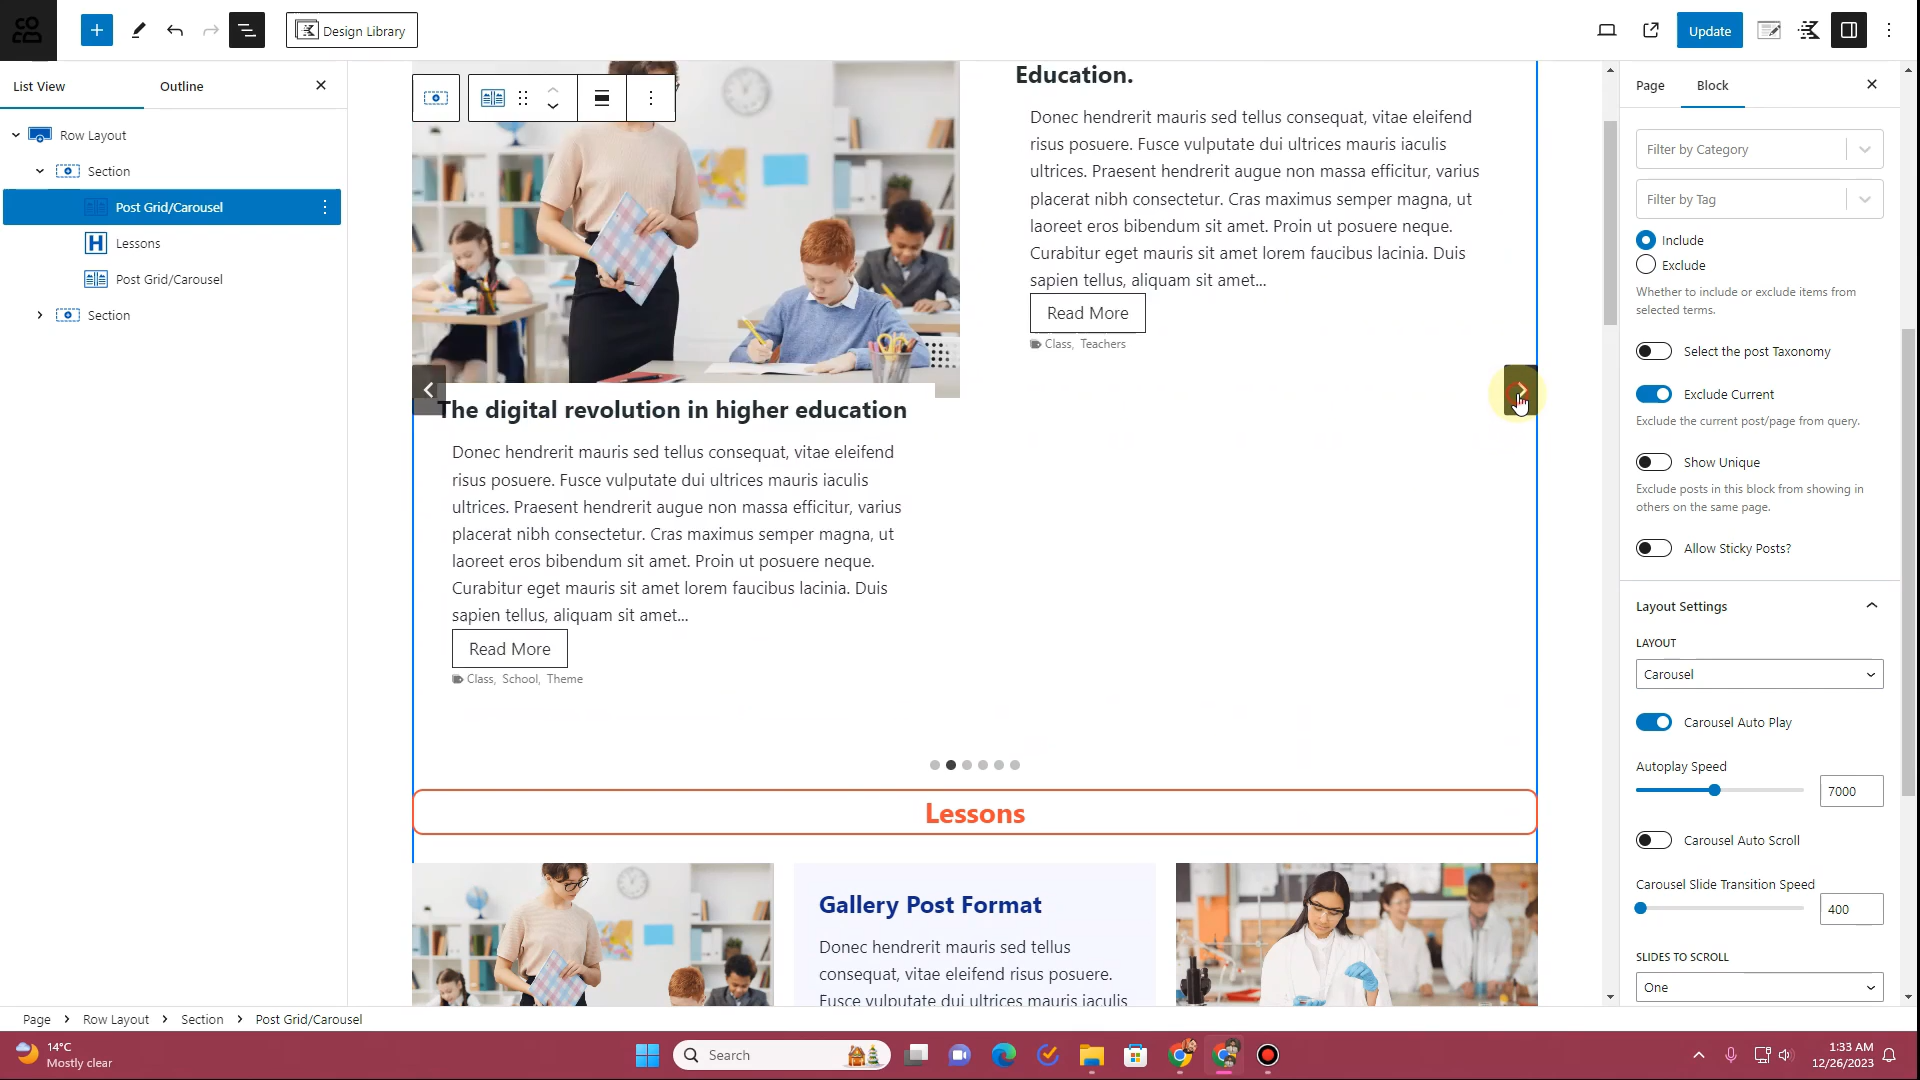 Design Library
Update
List View
Outline
Row Layout
Section
Post Grid/Carousel
Lessons
Post Grid/Carousel
Section
Education.
Donec hendrerit mauris sed tellus consequat, vitae eleifend
risus posuere. Fusce vulputate dui ultrices mauris iaculis
ultrices. Praesent hendrerit augue non massa efficitur, varius
placerat nibh consectetur. Cras maximus semper magna, ut
laoreet eros bibendum sit amet. Proin ut posuere neque.
Curabitur eget mauris sit amet lorem faucibus lacinia. Duis
sapien tellus, aliquam sit amet...
Read More
Class, Teachers
The digital revolution in higher education
Donec hendrerit mauris sed tellus consequat, vitae eleifend
risus posuere. Fusce vulputate dui ultrices mauris iaculis
ultrices. Praesent hendrerit augue non massa efficitur, varius
placerat nibh consectetur. Cras maximus semper magna, ut
laoreet eros bibendum sit amet. Proin ut posuere neque.
Curabitur eget mauris sit amet lorem faucibus lacinia. Duis
sapien tellus, aliquam sit amet...
Read More
Class, School, Theme
Lessons
Gallery Post Format
Donec hendrerit mauris sed tellus
consequat, vitae eleifend risus posuere.
Fusce vulputate dui ultrices mauris iaculis
Page
Block
Filter by Category
Filter by Tag
Include
Exclude
Whether to include or exclude items from
selected terms.
Select the post Taxonomy
Exclude Current
Exclude the current post/page from query.
Show Unique
Exclude posts in this block from showing in
others on the same page.
Allow Sticky Posts?
Layout Settings
LAYOUT
Carousel
Carousel Auto Play
Autoplay Speed
7000
Carousel Auto Scroll
Carousel Slide Transition Speed
400
SLIDES TO SCROLL
One
Page > Row Layout > Section > Post Grid/Carousel
14°C
Mostly clear
Search
1:33 AM
12/26/2023